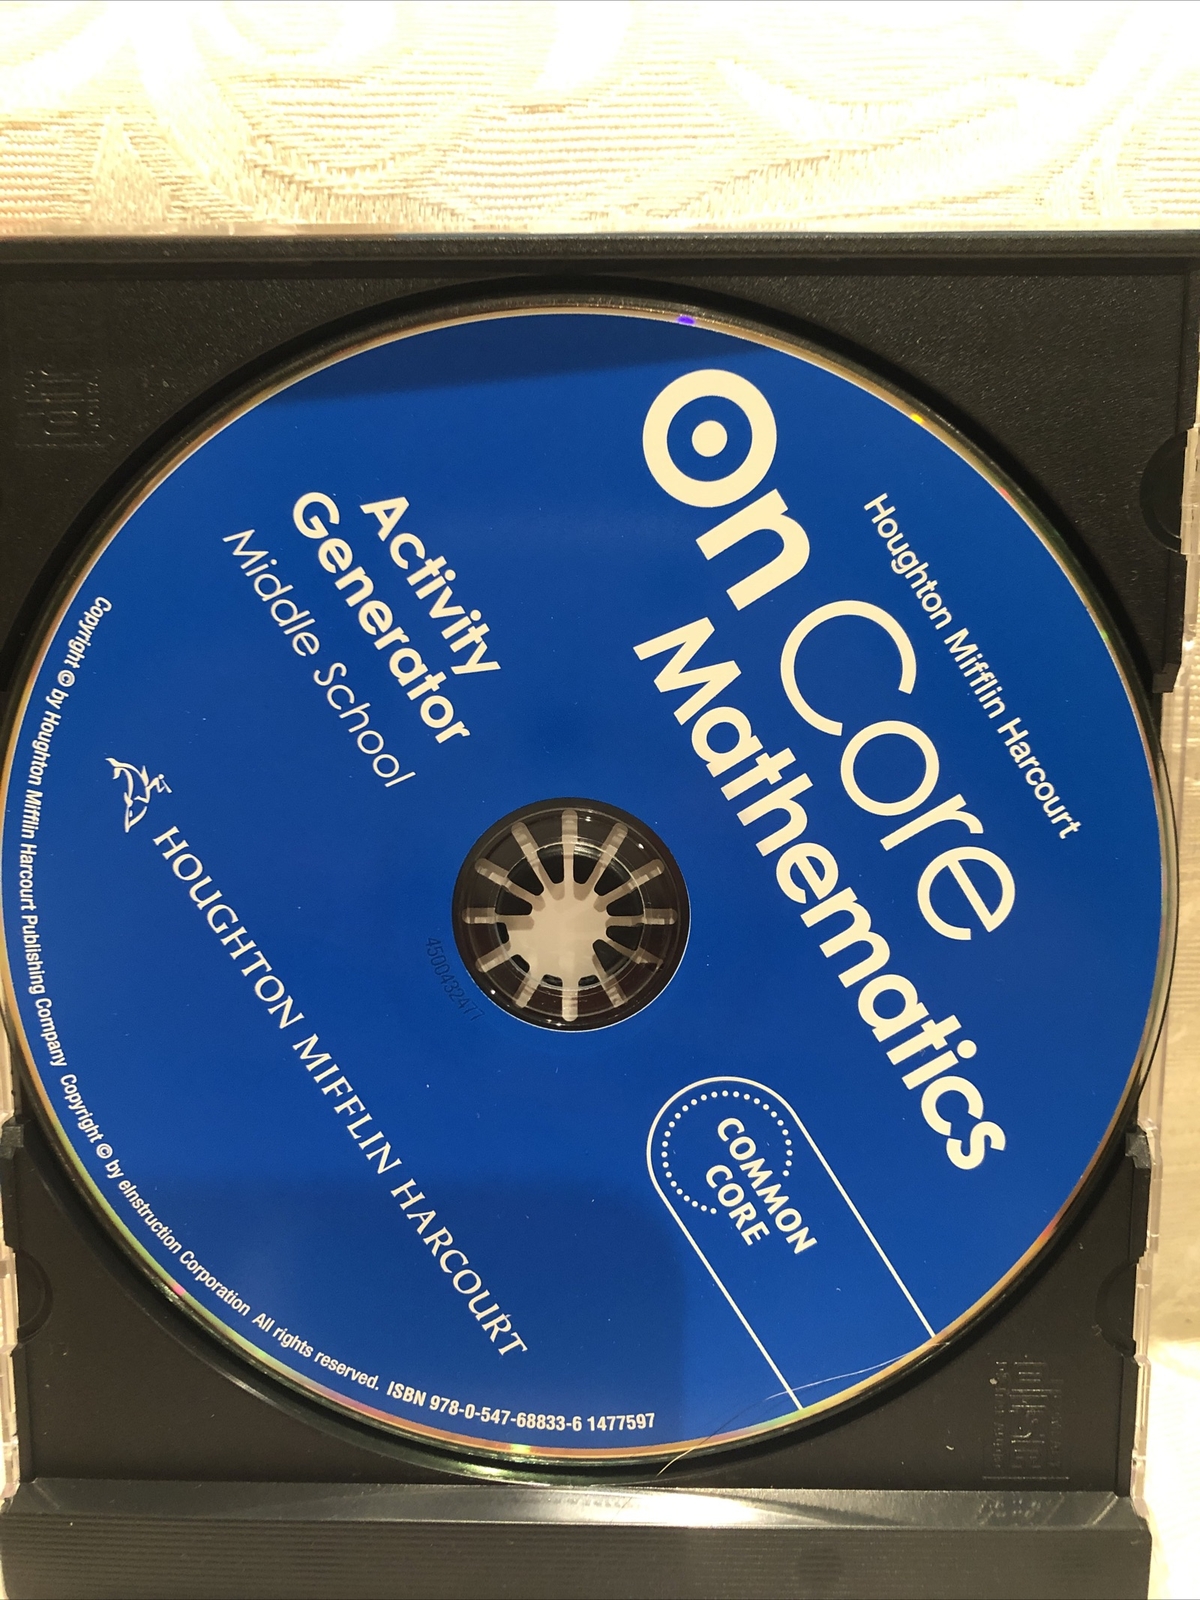 Houghton Mifflin Harcourt
On Core
Mathematics
COMMON
CORE
Activity
Generator
Middle School
HOUGHTON MIFFLIN HARCOURT
4500432477
Copyright © by Houghton Mifflin Harcourt Publishing Company Copyright © by eInstruction Corporation All rights reserved. ISBN 978-0-547-68833-6 1477597